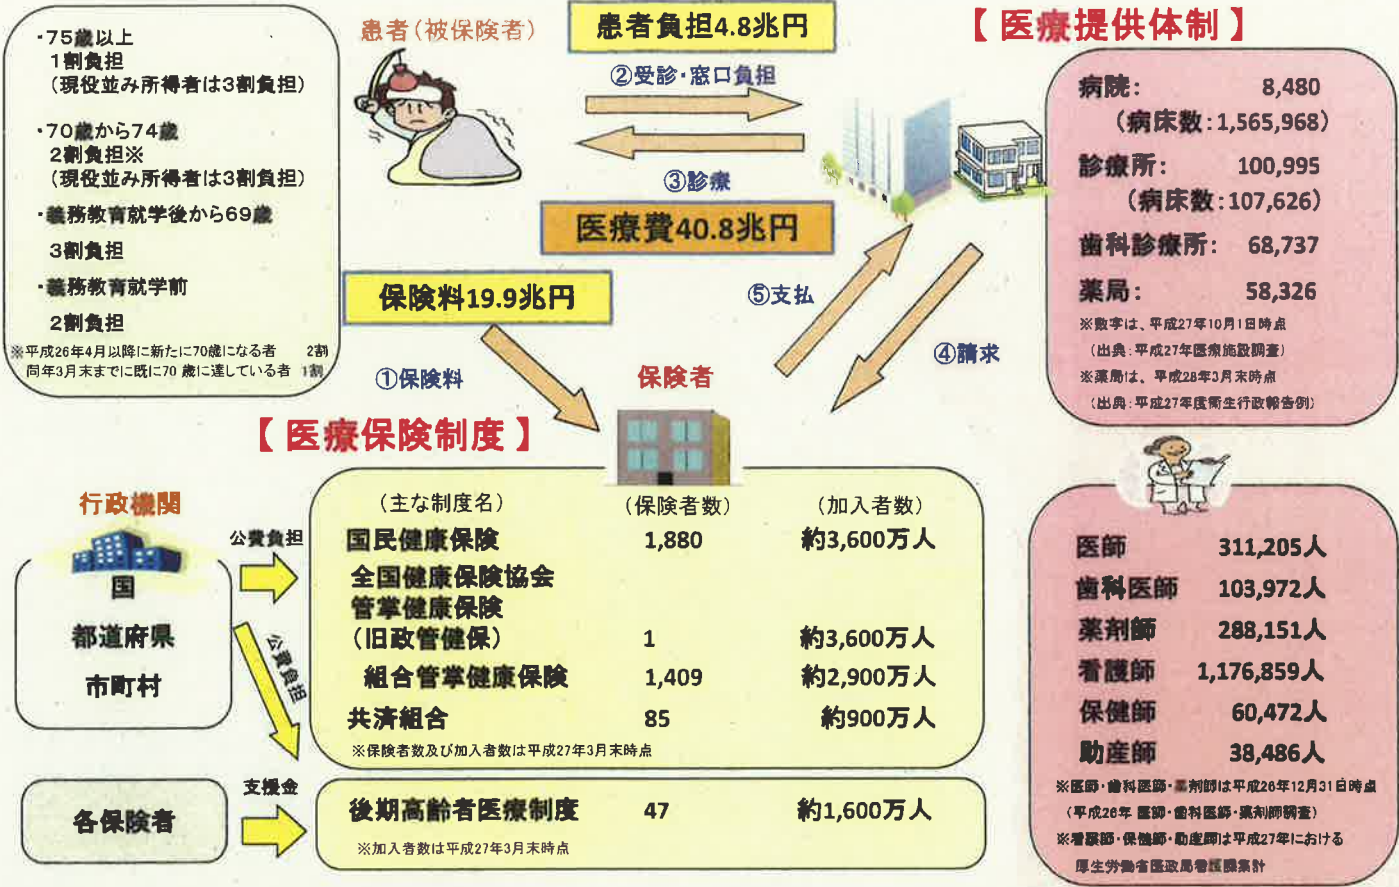 ・75歳以上
1割負担
（現役並み所得者は3割負担）
・70歳から74歳
2割負担※
（現役並み所得者は3割負担）
・義務教育就学後から69歳
3割負担
・義務教育就学前
2割負担
※平成26年4月以降に新たに70歳になる者 2割
同年3月末までに既に70 歳に達している者 1割
患者（被保険者）
患者負担4.8兆円
②受診・窓口負担
③診療
医療費40.8兆円
保険料19.9兆円
①保険料
⑤支払
④請求
保険者
【 医療提供体制 】
病院： 8,480
（病床数：1,565,968）
診療所： 100,995
（病床数：107,626）
歯科診療所： 68,737
薬局： 58,326
※数字は、平成27年10月1日時点
（出典：平成27年医療施設調査）
※薬局は、平成28年3月末時点
（出典：平成27年度衛生行政報告例）
【 医療保険制度 】
行政機関
国
都道府県
市町村
公費負担
公費負担
（主な制度名） （保険者数） （加入者数）
国民健康保険 1,880 約3,600万人
全国健康保険協会
管掌健康保険
（旧政管健保） 1 約3,600万人
組合管掌健康保険 1,409 約2,900万人
共済組合 85 約900万人
※保険者数及び加入者数は平成27年3月末時点
各保険者
支援金
後期高齢者医療制度 47 約1,600万人
※加入者数は平成27年3月末時点
医師 311,205人
歯科医師 103,972人
薬剤師 288,151人
看護師 1,176,859人
保健師 60,472人
助産師 38,486人
※医師・歯科医師・薬剤師は平成26年12月31日時点
（平成26年 医師・歯科医師・薬剤師調査）
※看護師・保健師・助産師は平成27年における
厚生労働省医政局看護課集計